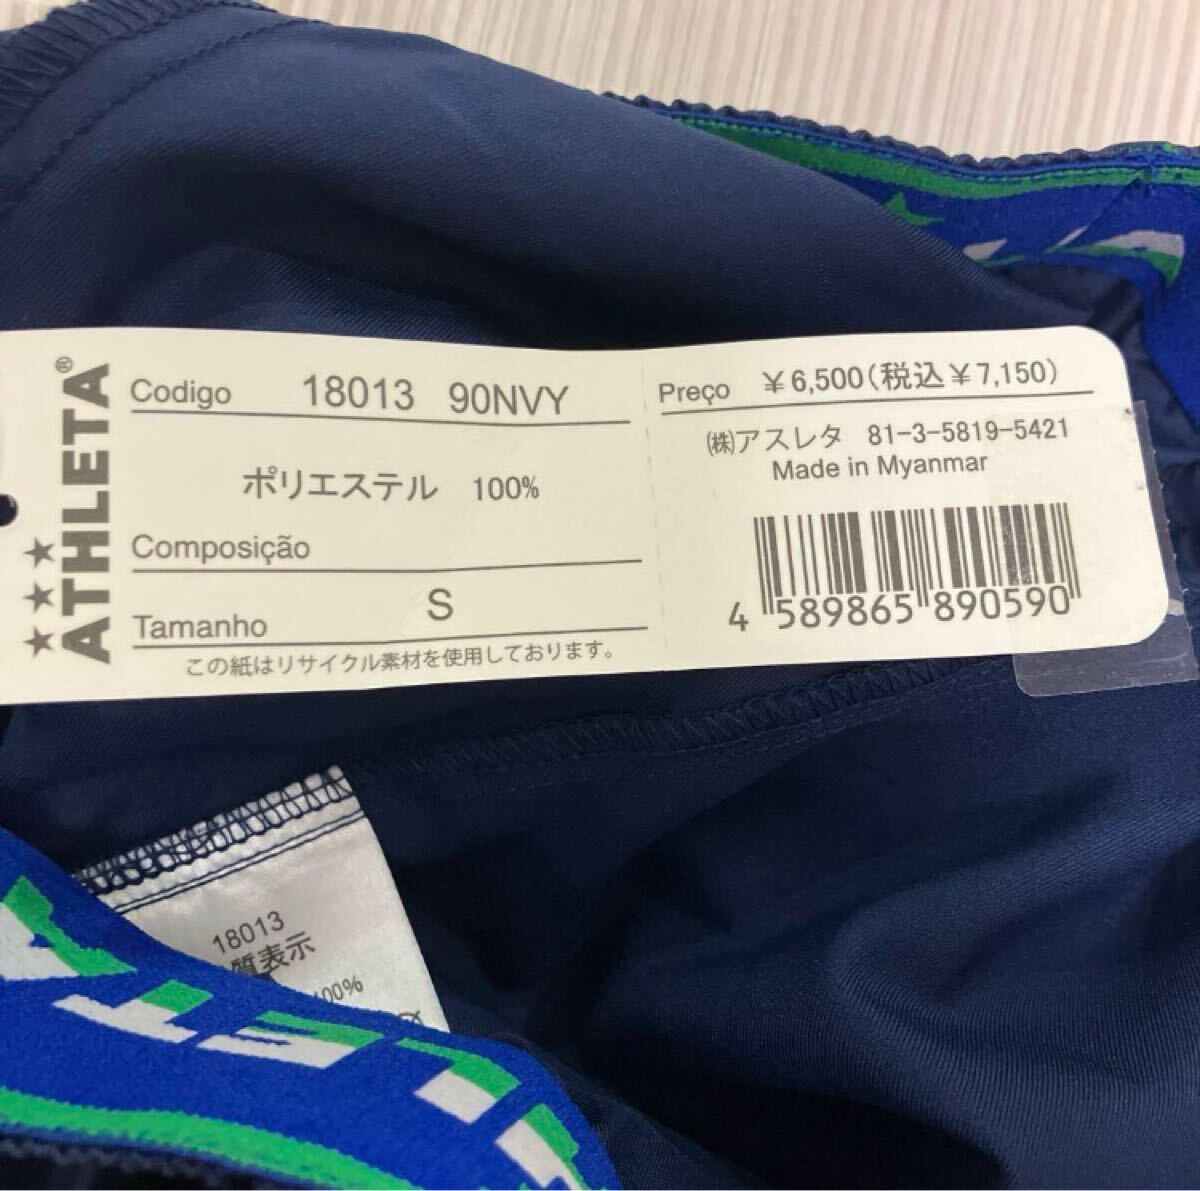 ATHLETA®
Codigo 18013 90NVY
ポリエステル 100%
Composição
Tamanho S
この紙はリサイクル素材を使用しております。
Preço ￥6,500(税込￥7,150)
㈱アスレタ 81-3-5819-5421
Made in Myanmar
4 589865 890590
18013
質表示
100%